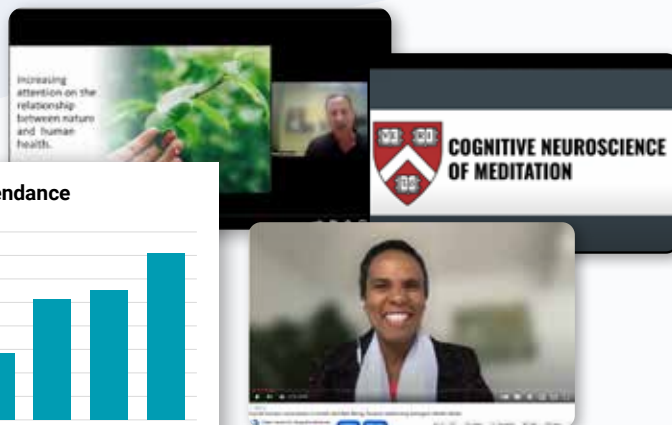 Increasing
attention on the
relationship
between nature
and human
health.
COGNITIVE NEUROSCIENCE
OF MEDITATION
endance